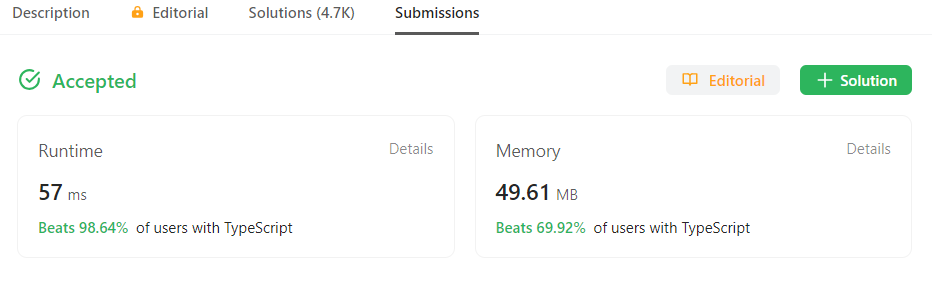 Description Editorial Solutions (4.7K) Submissions
Accepted Editorial Solution
Runtime Details
57 ms
Beats 98.64% of users with TypeScript
Memory Details
49.61 MB
Beats 69.92% of users with TypeScript